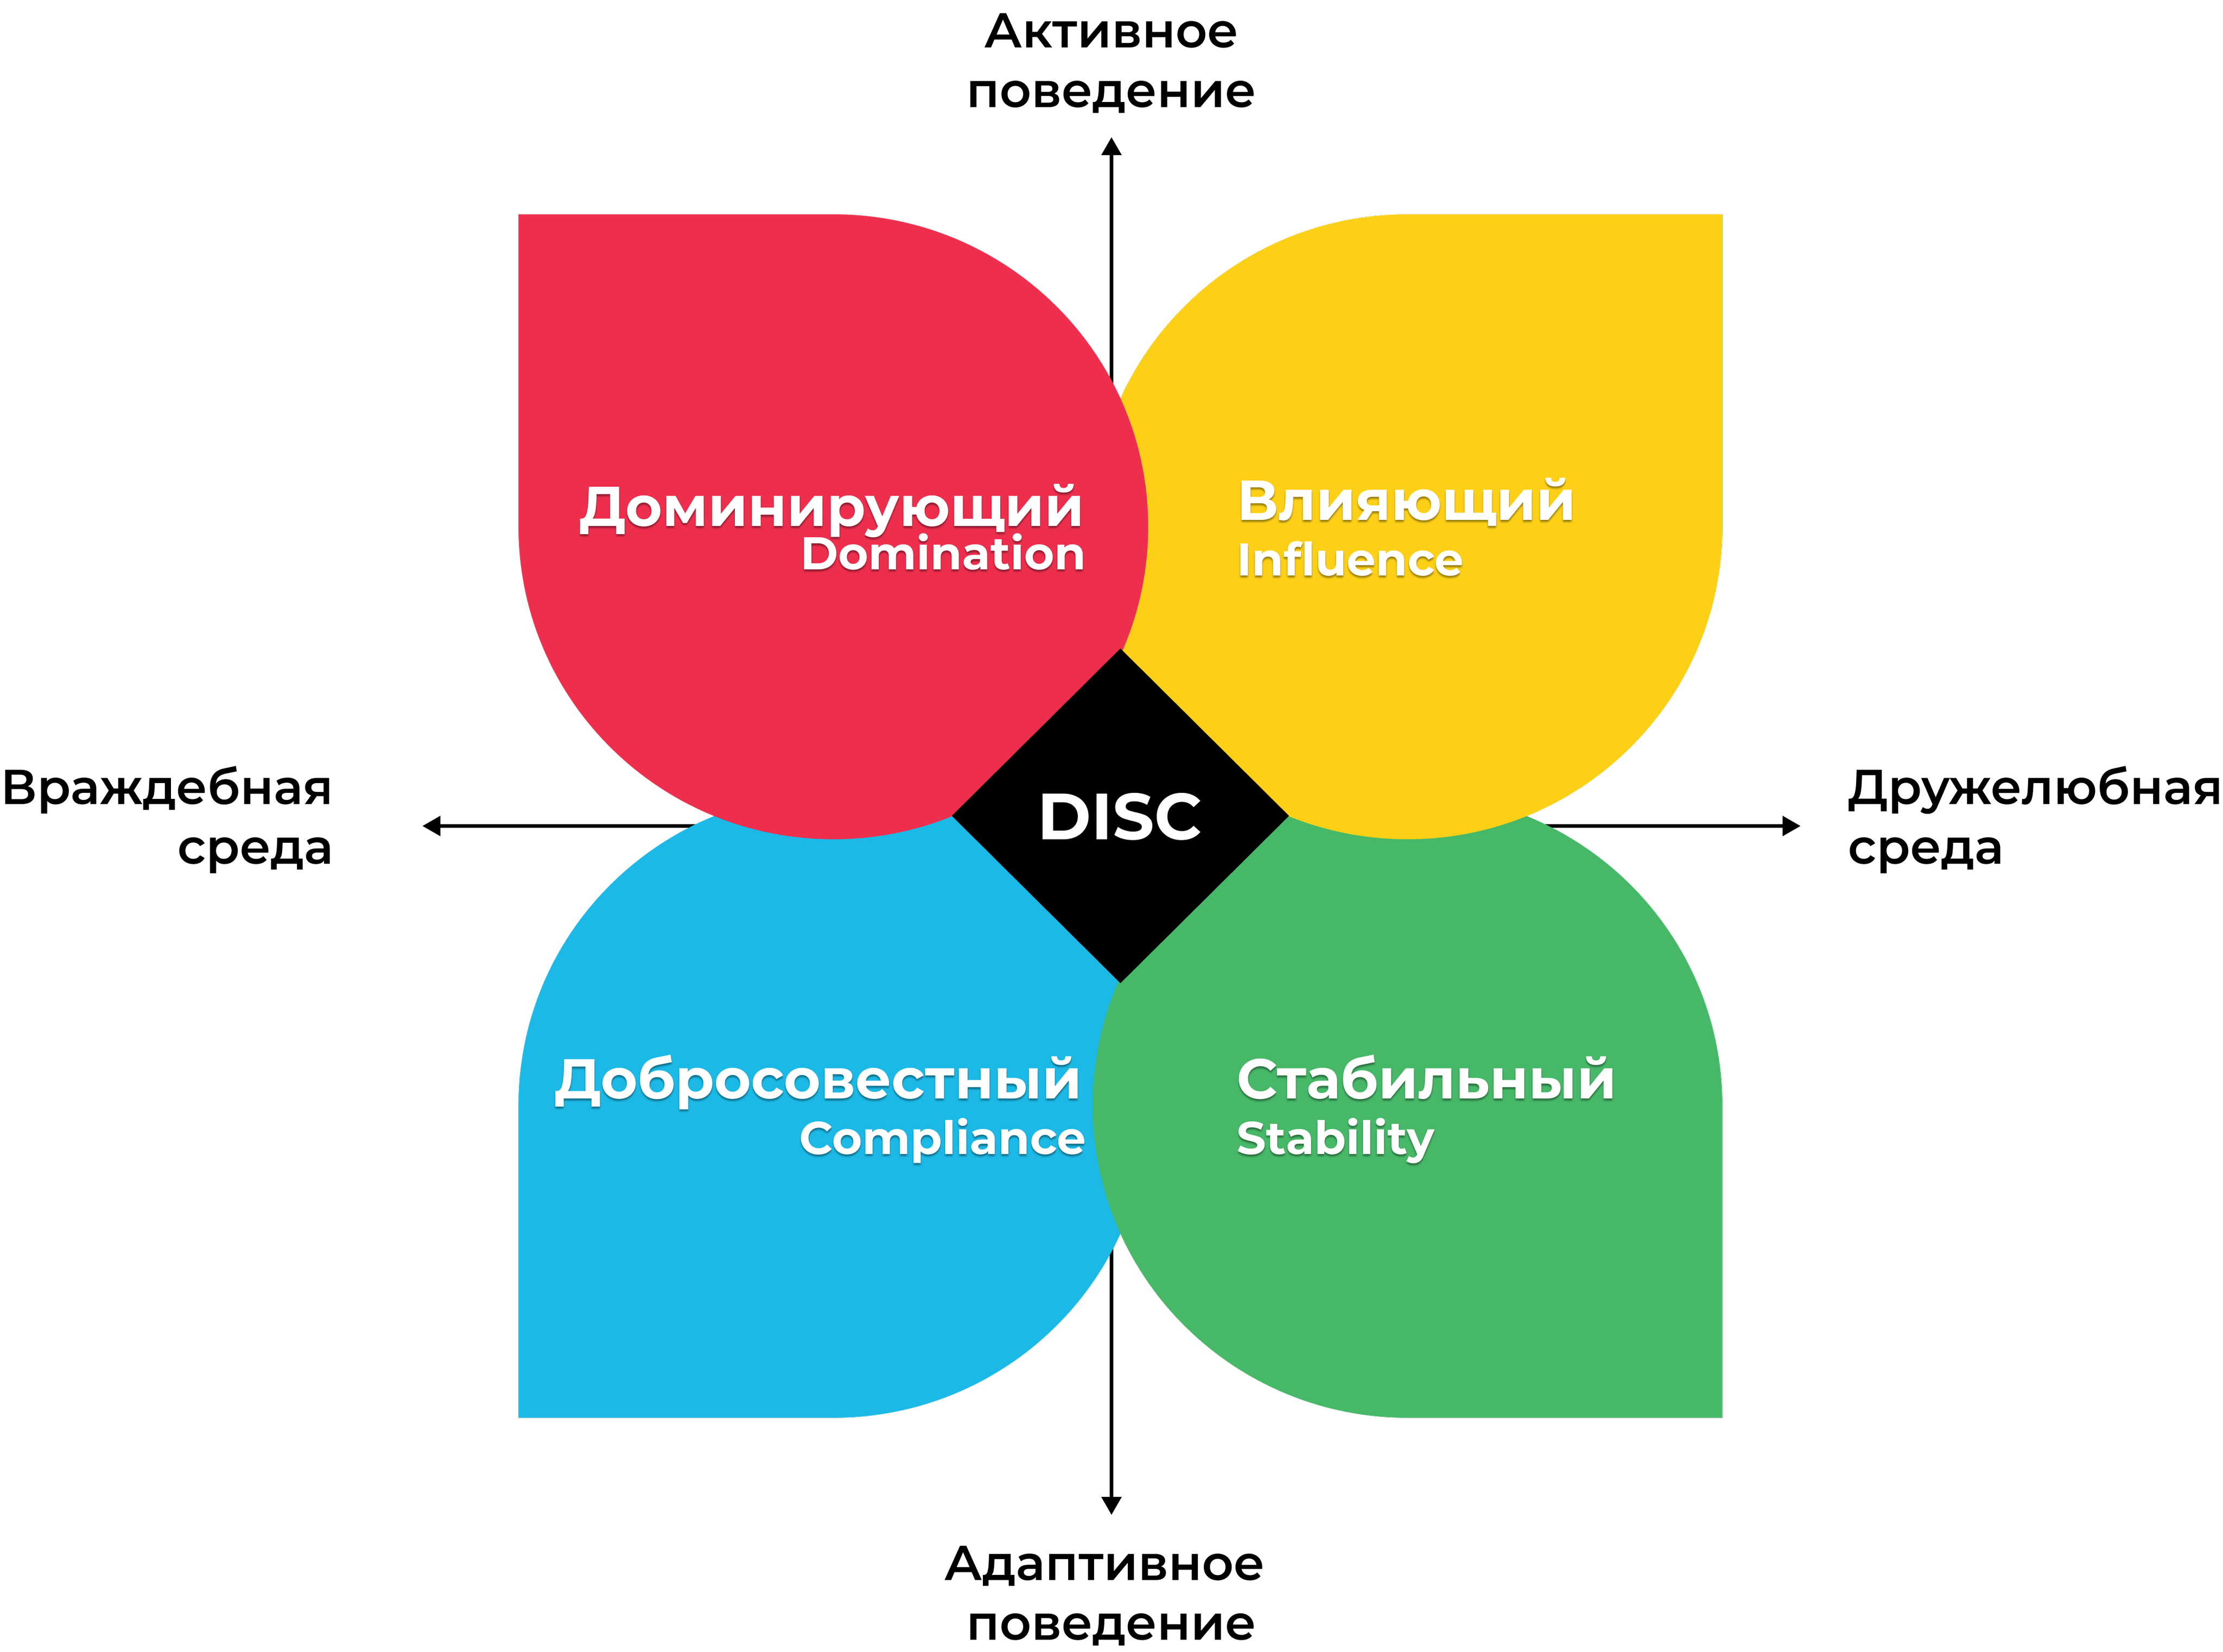 Активное
поведение
Доминирующий
Domination
Влияющий
Influence
Враждебная
среда
DISC
Дружелюбная
среда
Добросовестный
Compliance
Стабильный
Stability
Адаптивное
поведение